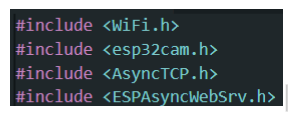 #include <WiFi.h>
#include <esp32cam.h>
#include <AsyncTCP.h>
#include <ESPAsyncWebSrv.h>